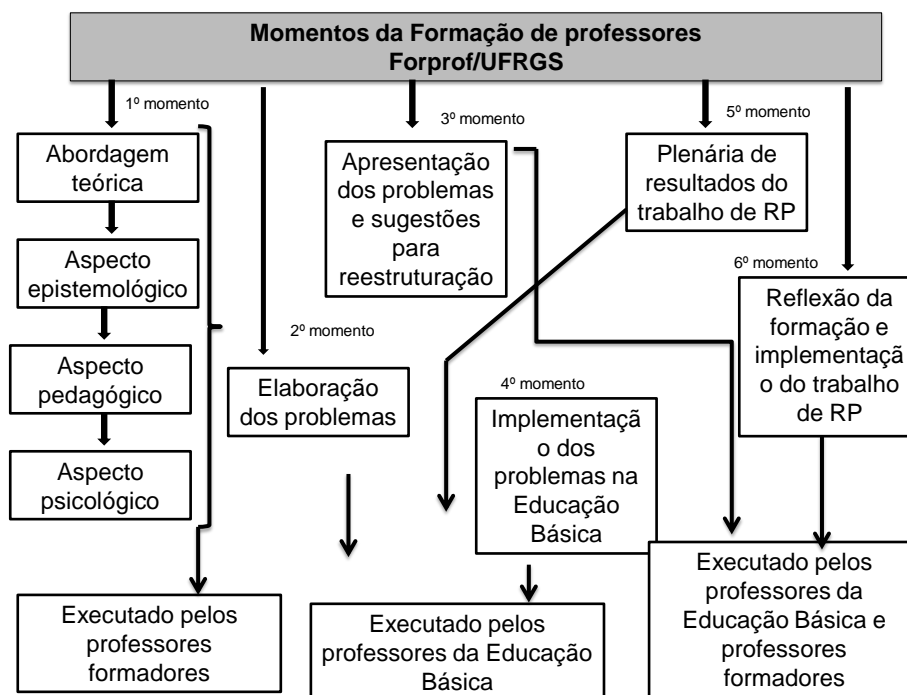 Momentos da Formação de professores
Forprof/UFRGS
1º momento
Abordagem
teórica
Aspecto
epistemológico
Aspecto
pedagógico
Aspecto
psicológico
Executado pelos
professores
formadores
2º momento
Elaboração
dos problemas
3º momento
Apresentação
dos problemas
e sugestões
para
reestruturação
4º momento
Implementaçã
o dos
problemas na
Educação
Básica
Executado pelos
professores da Educação
Básica
5º momento
Plenária de
resultados do
trabalho de RP
6º momento
Reflexão da
formação e
implementaçã
o do trabalho
de RP
Executado pelos
professores da
Educação Básica e
professores
formadores